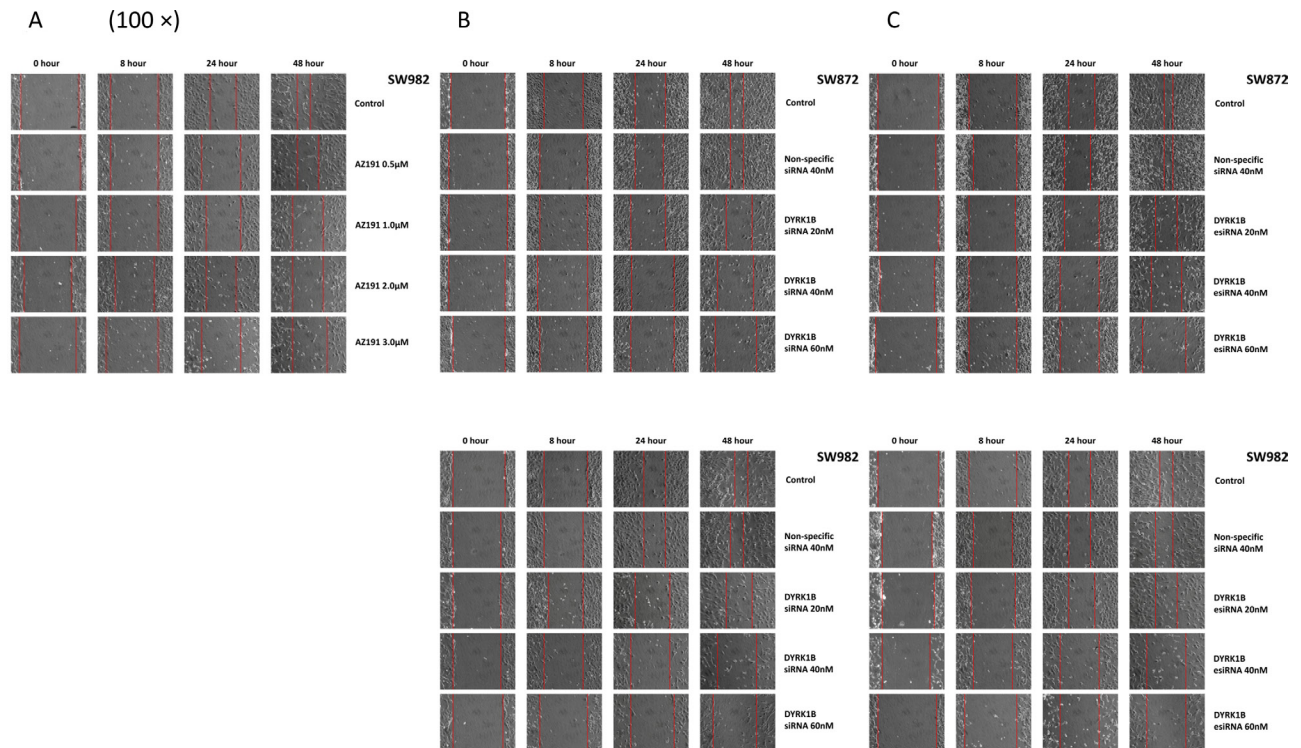 A (100 ×)
0 hour 8 hour 24 hour 48 hour
SW982
Control
AZ191 0.5μM
AZ191 1.0μM
AZ191 2.0μM
AZ191 3.0μM
B
0 hour 8 hour 24 hour 48 hour
SW872
Control
Non-specific
siRNA 40nM
DYRK1B
siRNA 20nM
DYRK1B
siRNA 40nM
DYRK1B
siRNA 60nM
0 hour 8 hour 24 hour 48 hour
SW982
Control
Non-specific
siRNA 40nM
DYRK1B
siRNA 20nM
DYRK1B
siRNA 40nM
DYRK1B
siRNA 60nM
C
0 hour 8 hour 24 hour 48 hour
SW872
Control
Non-specific
siRNA 40nM
DYRK1B
esiRNA 20nM
DYRK1B
esiRNA 40nM
DYRK1B
esiRNA 60nM
0 hour 8 hour 24 hour 48 hour
SW982
Control
Non-specific
siRNA 40nM
DYRK1B
esiRNA 20nM
DYRK1B
esiRNA 40nM
DYRK1B
esiRNA 60nM